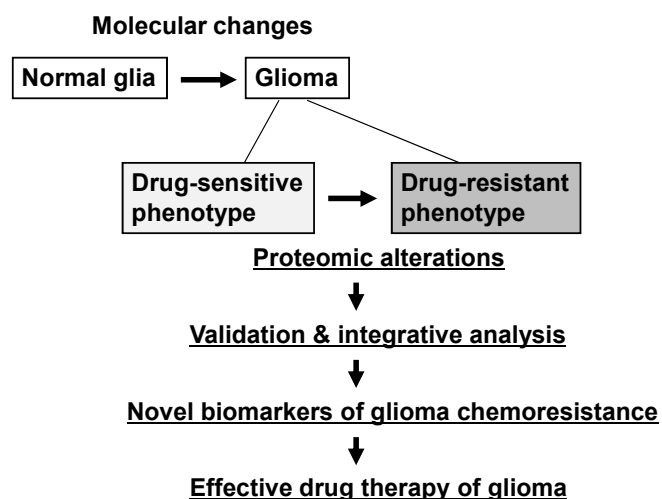 Molecular changes
Normal glia
Glioma
Drug-sensitive
phenotype
Drug-resistant
phenotype
Proteomic alterations
Validation & integrative analysis
Novel biomarkers of glioma chemoresistance
Effective drug therapy of glioma